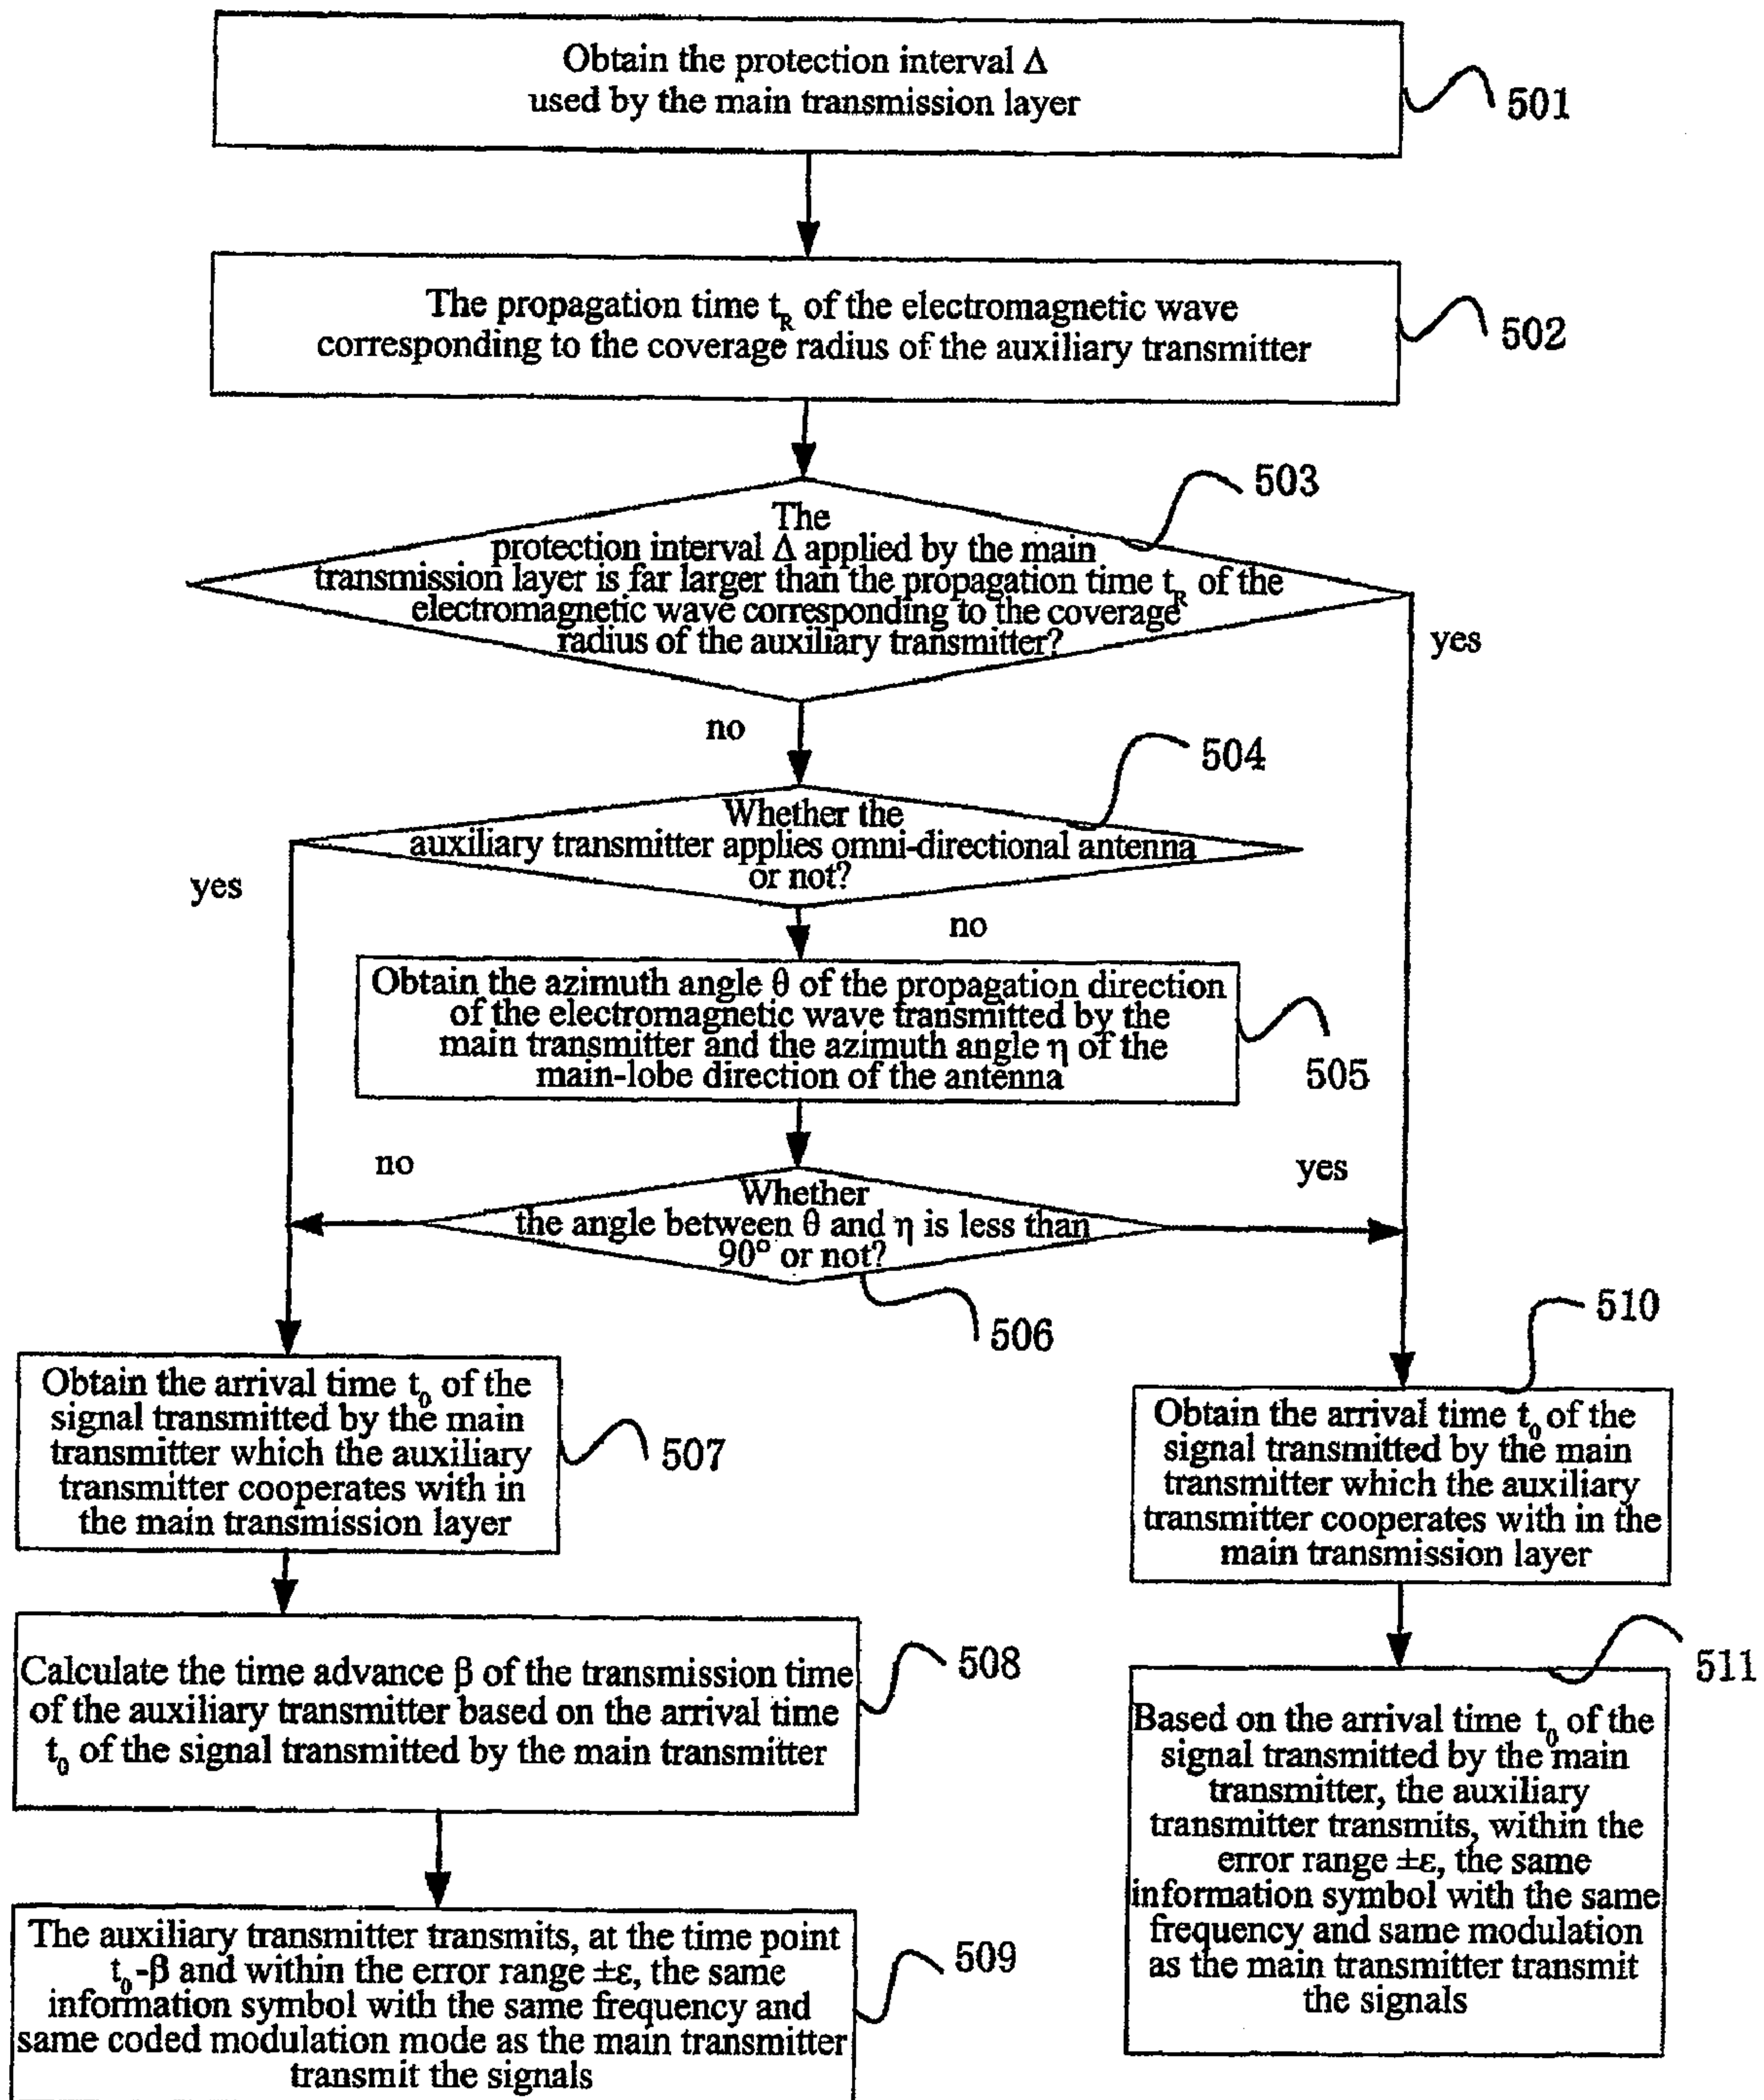 Obtain the protection interval Δ
used by the main transmission layer
501
The propagation time t_R of the electromagnetic wave
corresponding to the coverage radius of the auxiliary transmitter
502
503
The
protection interval Δ applied by the main
transmission layer is far larger than the propagation time t_R of the
electromagnetic wave corresponding to the coverage
radius of the auxiliary transmitter?
yes
no
504
Whether the
auxiliary transmitter applies omni-directional antenna
or not?
yes
no
Obtain the azimuth angle θ of the propagation direction
of the electromagnetic wave transmitted by the
main transmitter and the azimuth angle η of the
main-lobe direction of the antenna
505
no
yes
Whether
the angle between θ and η is less than
90° or not?
506
510
Obtain the arrival time t_0 of the
signal transmitted by the main
transmitter which the auxiliary
transmitter cooperates with in
the main transmission layer
507
Obtain the arrival time t_0 of the
signal transmitted by the main
transmitter which the auxiliary
transmitter cooperates with in the
main transmission layer
Calculate the time advance β of the transmission time
of the auxiliary transmitter based on the arrival time
t_0 of the signal transmitted by the main transmitter
508
511
Based on the arrival time t_0 of the
signal transmitted by the main
transmitter, the auxiliary
transmitter transmits, within the
error range ±ε, the same
information symbol with the same
frequency and same modulation
as the main transmitter transmit
the signals
The auxiliary transmitter transmits, at the time point
t_0-β and within the error range ±ε, the same
information symbol with the same frequency and
same coded modulation mode as the main transmitter
transmit the signals
509